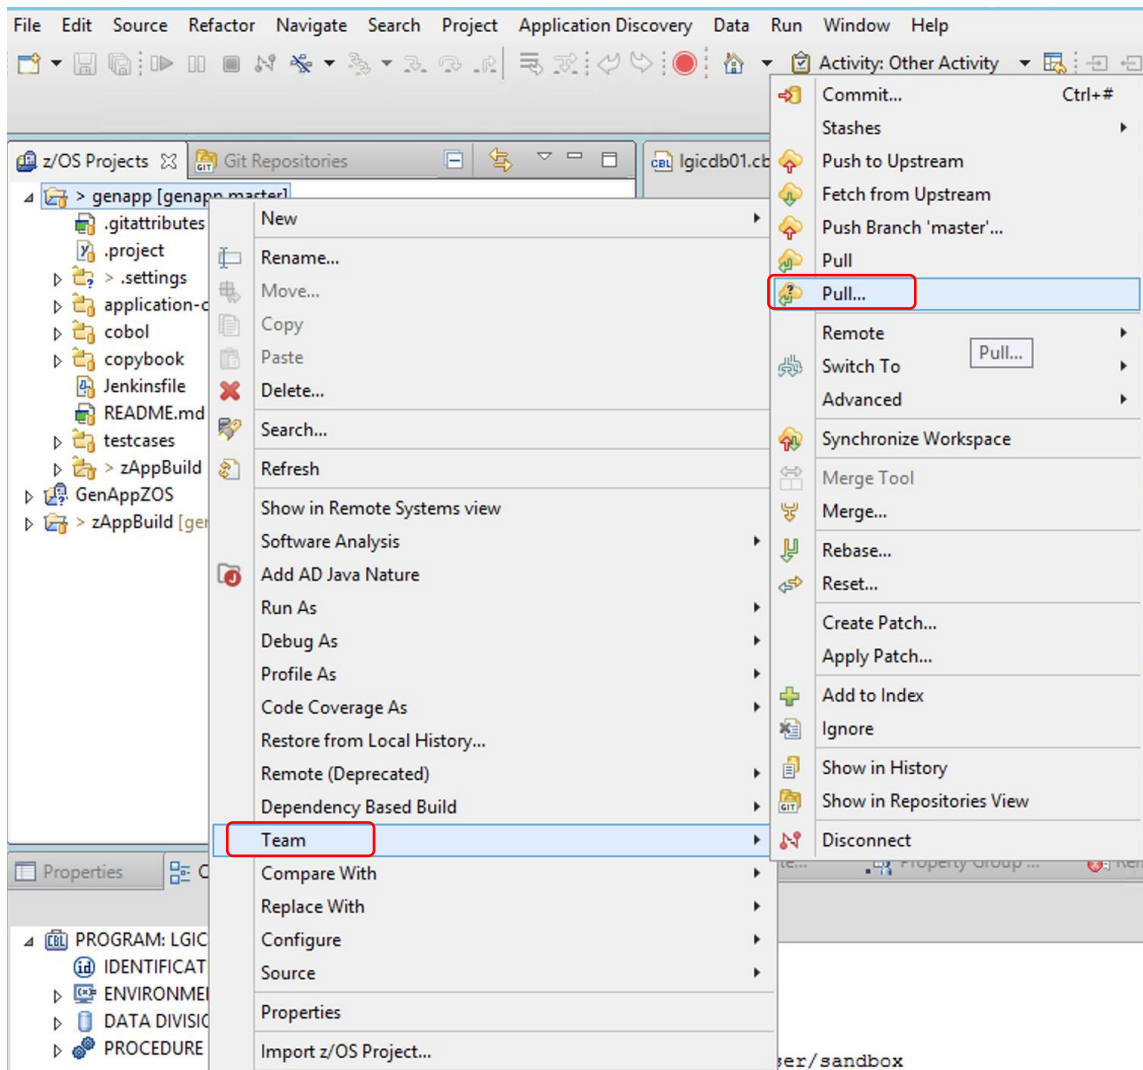 File Edit Source Refactor Navigate Search Project Application Discovery Data Run Window Help
Activity: Other Activity
z/OS Projects Git Repositories
lgicdb01.cb
> genapp [genapp master]
.gitattributes
.project
> .settings
application-c
cobol
copybook
Jenkinsfile
README.md
testcases
> zAppBuild
GenAppZOS
> zAppBuild [ger
New
Rename...
Move...
Copy
Paste
Delete...
Search...
Refresh
Show in Remote Systems view
Software Analysis
Add AD Java Nature
Run As
Debug As
Profile As
Code Coverage As
Restore from Local History...
Remote (Deprecated)
Dependency Based Build
Team
Compare With
Replace With
Configure
Source
Properties
Import z/OS Project...
Commit... Ctrl+#
Stashes
Push to Upstream
Fetch from Upstream
Push Branch 'master'...
Pull
Pull...
Remote
Pull...
Switch To
Advanced
Synchronize Workspace
Merge Tool
Merge...
Rebase...
Reset...
Create Patch...
Apply Patch...
Add to Index
Ignore
Show in History
Show in Repositories View
Disconnect
Properties
Property Group ...
PROGRAM: LGIC
IDENTIFICAT
ENVIRONMEI
DATA DIVISIC
PROCEDURE
ser/sandbox